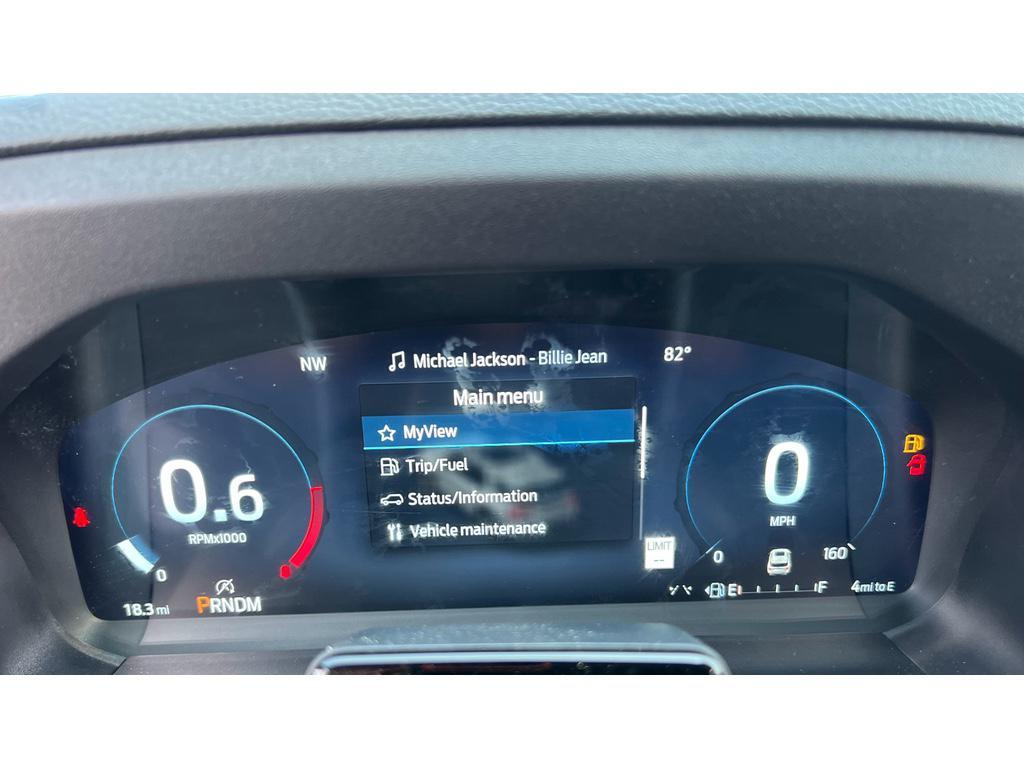 NW
Michael Jackson - Billie Jean
82°
Main menu
MyView
Trip/Fuel
Status/Information
Vehicle maintenance
0.6
RPMx1000
0
0
MPH
LIMIT
--
0
160
18.3 mi
PRNDM
E
F
4 mi to E